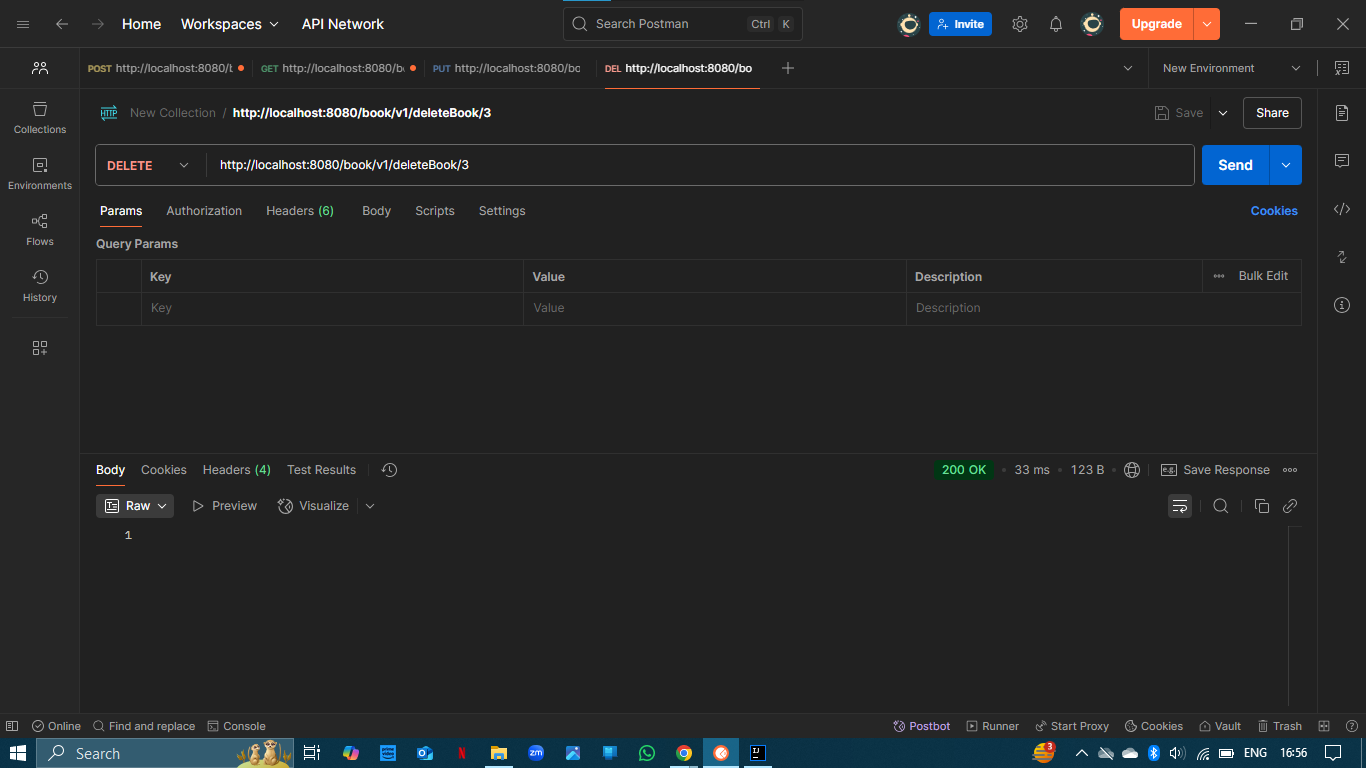 Home Workspaces API Network Search Postman Ctrl K Invite Upgrade
POST http://localhost:8080/b GET http://localhost:8080/bo PUT http://localhost:8080/bo DEL http://localhost:8080/bo New Environment
New Collection / http://localhost:8080/book/v1/deleteBook/3 Save Share
HTTP
Collections
DELETE http://localhost:8080/book/v1/deleteBook/3 Send
Environments
Params Authorization Headers (6) Body Scripts Settings Cookies
Flows
Query Params
Key Value Description Bulk Edit
History
Key Value Description
Body Cookies Headers (4) Test Results 200 OK 33 ms 123 B e.g. Save Response
Raw Preview Visualize
1
Online Find and replace Console Postbot Runner Start Proxy Cookies Vault Trash
Search zm N IJ 3 ENG 16:56